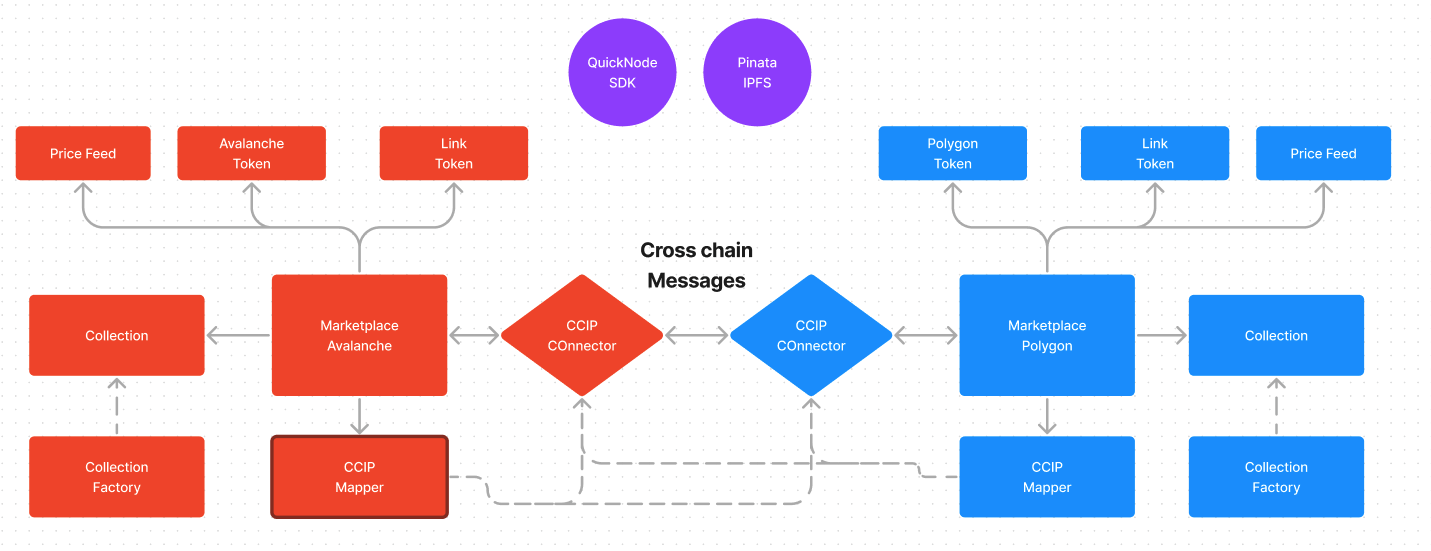 QuickNode
SDK
Pinata
IPFS
Price Feed
Avalanche
Token
Link
Token
Polygon
Token
Link
Token
Price Feed
Cross chain
Messages
Collection
Marketplace
Avalanche
CCIP
COnnector
CCIP
COnnector
Marketplace
Polygon
Collection
Collection
Factory
CCIP
Mapper
CCIP
Mapper
Collection
Factory